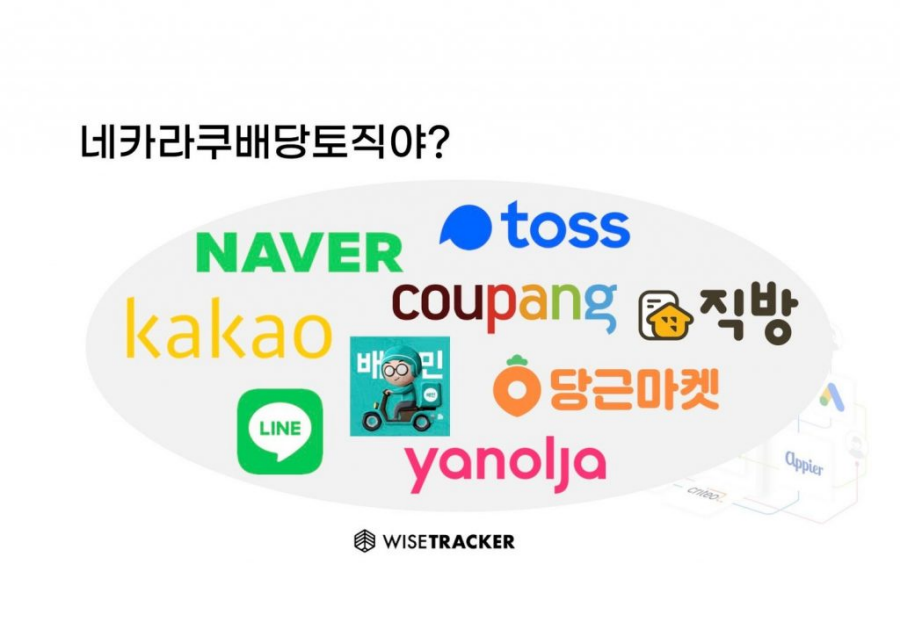 네카라쿠배당토직야?
toss
NAVER
coupang
직방
kakao
배민
당근마켓
LINE
yanolja
Appier
criteo
WISETRACKER